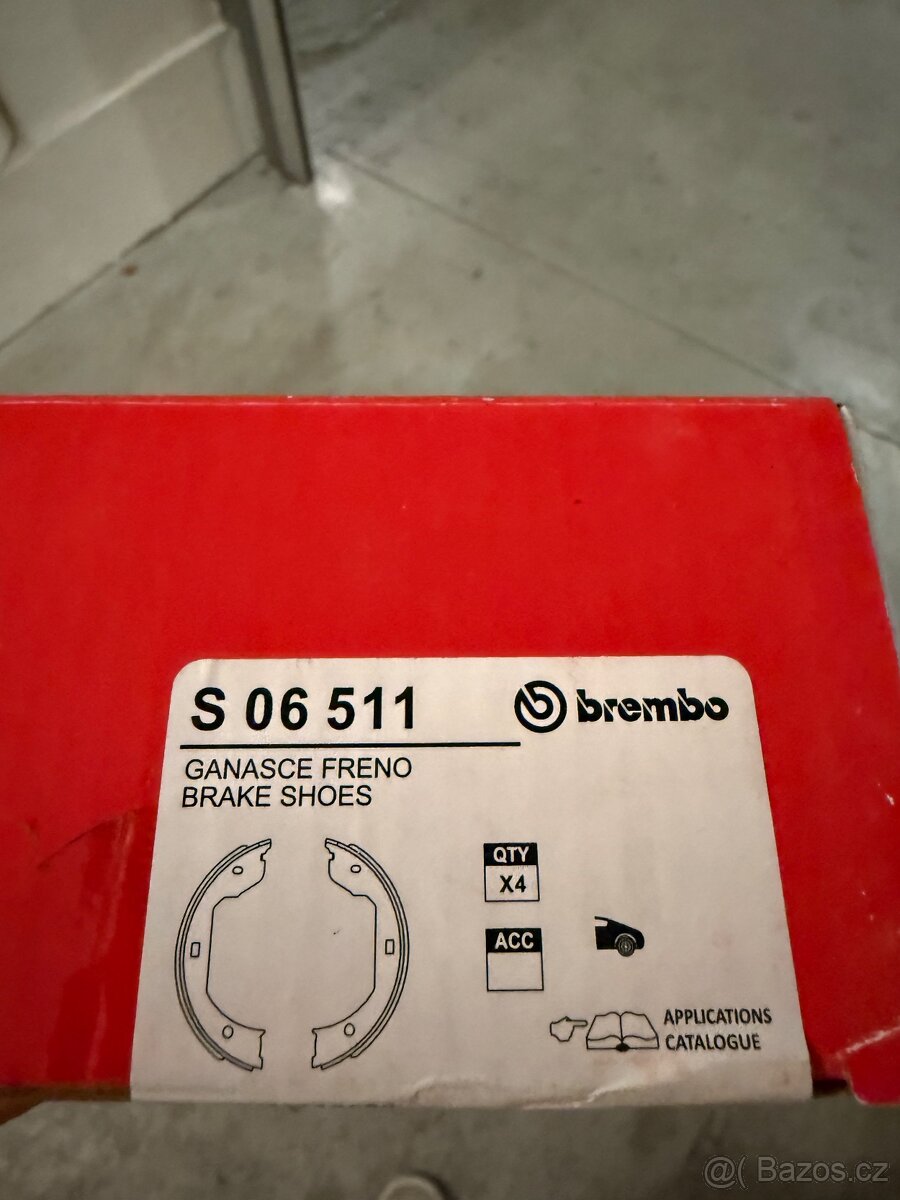 S 06 511
brembo
GANASCE FRENO
BRAKE SHOES
QTY
X4
ACC
APPLICATIONS
CATALOGUE
@( Bazos.cz